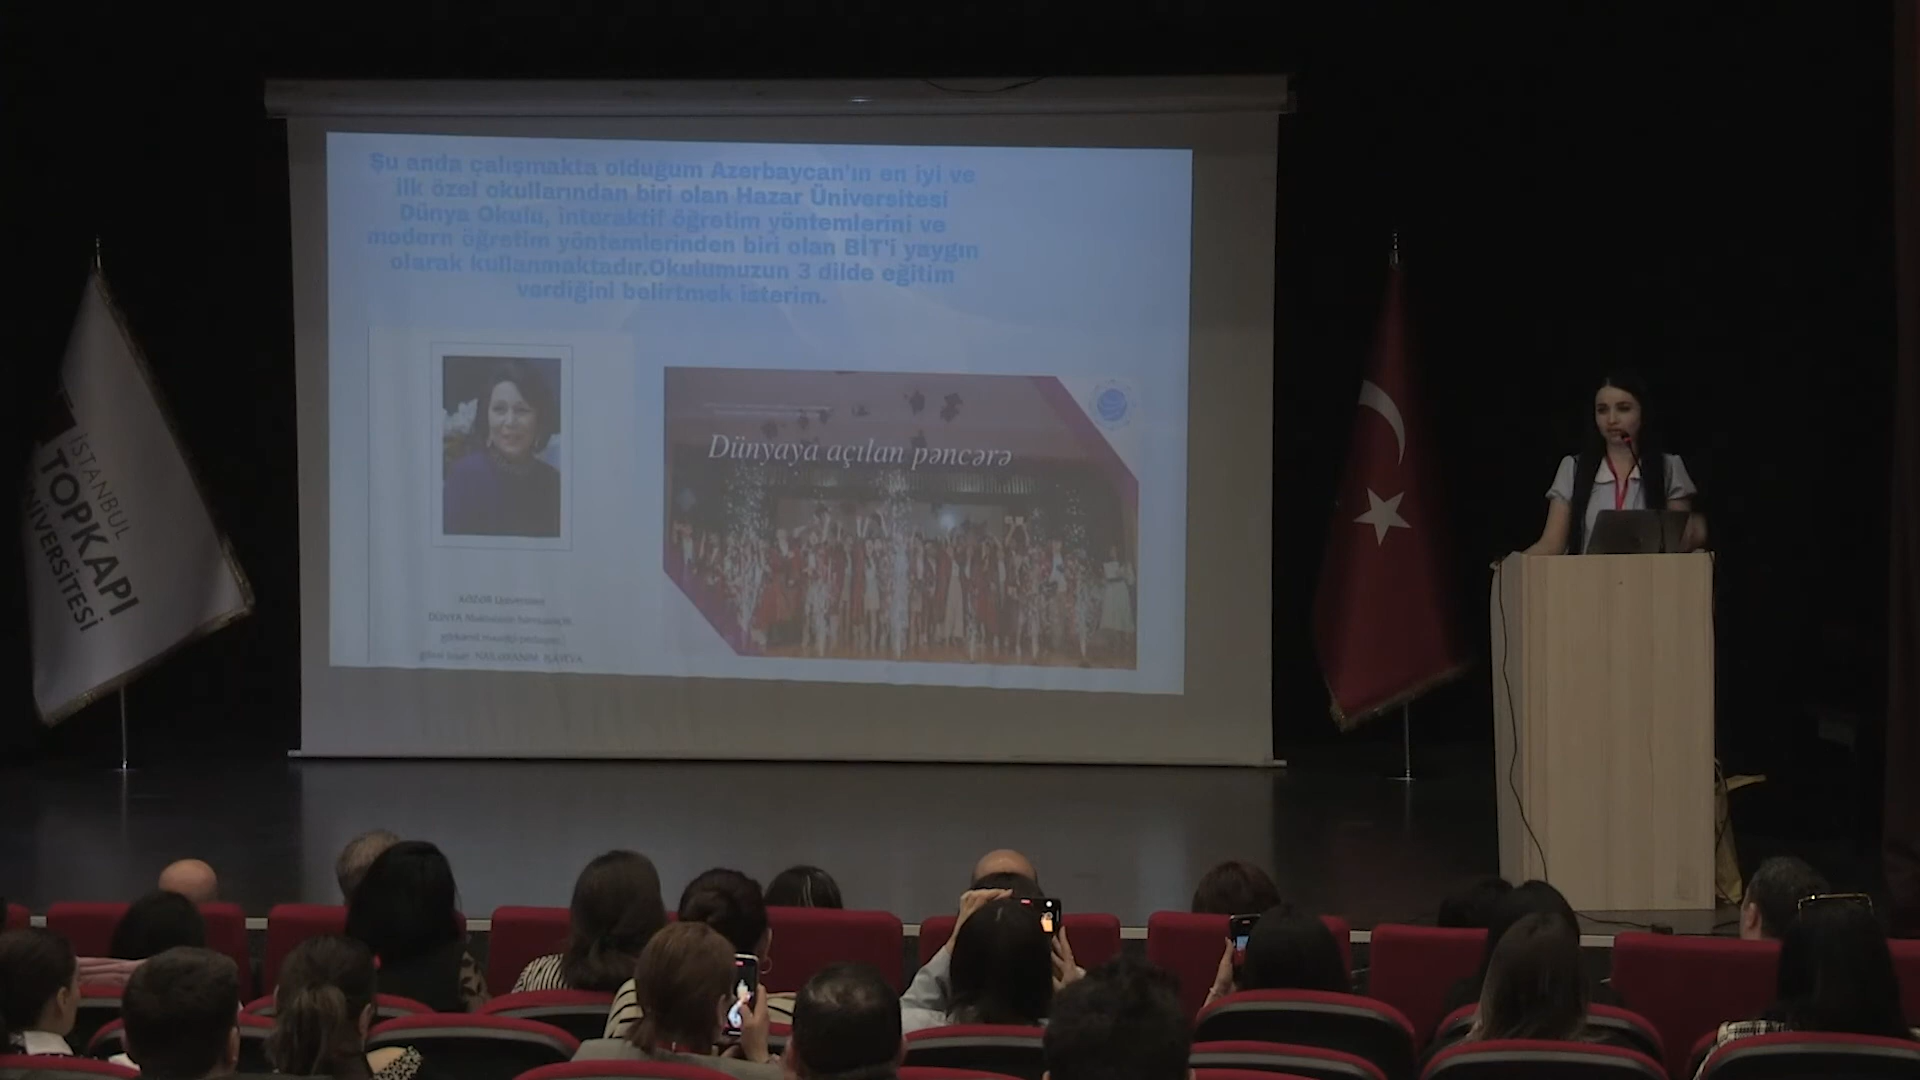 Şu anda çalışmakta olduğum Azerbaycan'ın en iyi ve
ilk özel okullarından biri olan Hazar Üniversitesi
Dünya Okulu, interaktif öğretim yöntemlerini ve
modern öğretim yöntemlerinden biri olan BİT'i yaygın
olarak kullanmaktadır.Okulumuzun 3 dilde eğitim
verdiğini belirtmek isterim.
Dünyaya açılan pəncərə
DÜNYA
İSTANBUL
TOPKAPI
ÜNİVERSİTESİ